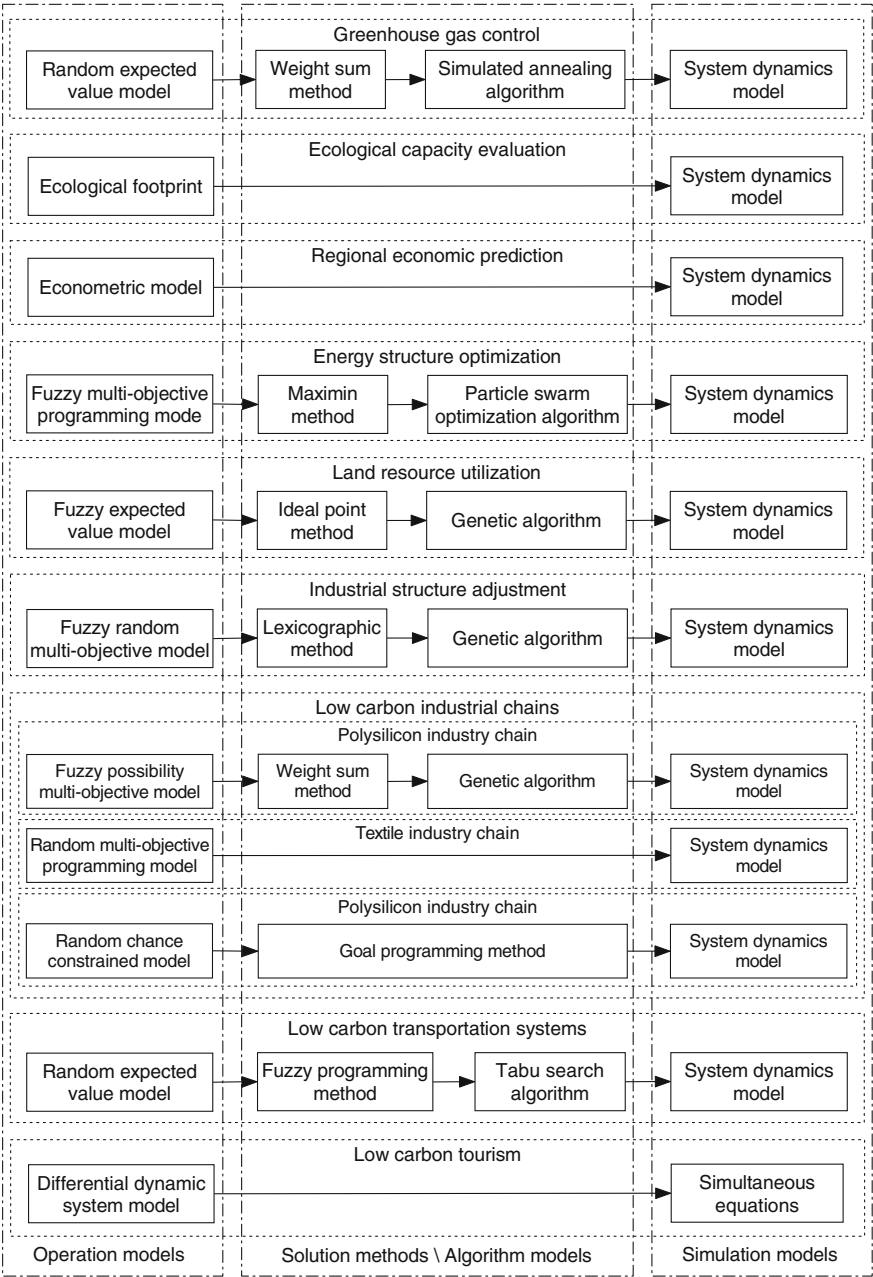 Greenhouse gas control
Random expected
value model
Weight sum
method
Simulated annealing
algorithm
System dynamics
model
Ecological capacity evaluation
Ecological footprint
System dynamics
model
Regional economic prediction
Econometric model
System dynamics
model
Energy structure optimization
Fuzzy multi-objective
programming mode
Maximin
method
Particle swarm
optimization algorithm
System dynamics
model
Land resource utilization
Fuzzy expected
value model
Ideal point
method
Genetic algorithm
System dynamics
model
Industrial structure adjustment
Fuzzy random
multi-objective model
Lexicographic
method
Genetic algorithm
System dynamics
model
Low carbon industrial chains
Polysilicon industry chain
Fuzzy possibility
multi-objective model
Weight sum
method
Genetic algorithm
System dynamics
model
Textile industry chain
Random multi-objective
programming model
System dynamics
model
Polysilicon industry chain
Random chance
constrained model
Goal programming method
System dynamics
model
Low carbon transportation systems
Random expected
value model
Fuzzy programming
method
Tabu search
algorithm
System dynamics
model
Low carbon tourism
Differential dynamic
system model
Simultaneous
equations
Operation models
Solution methods \ Algorithm models
Simulation models